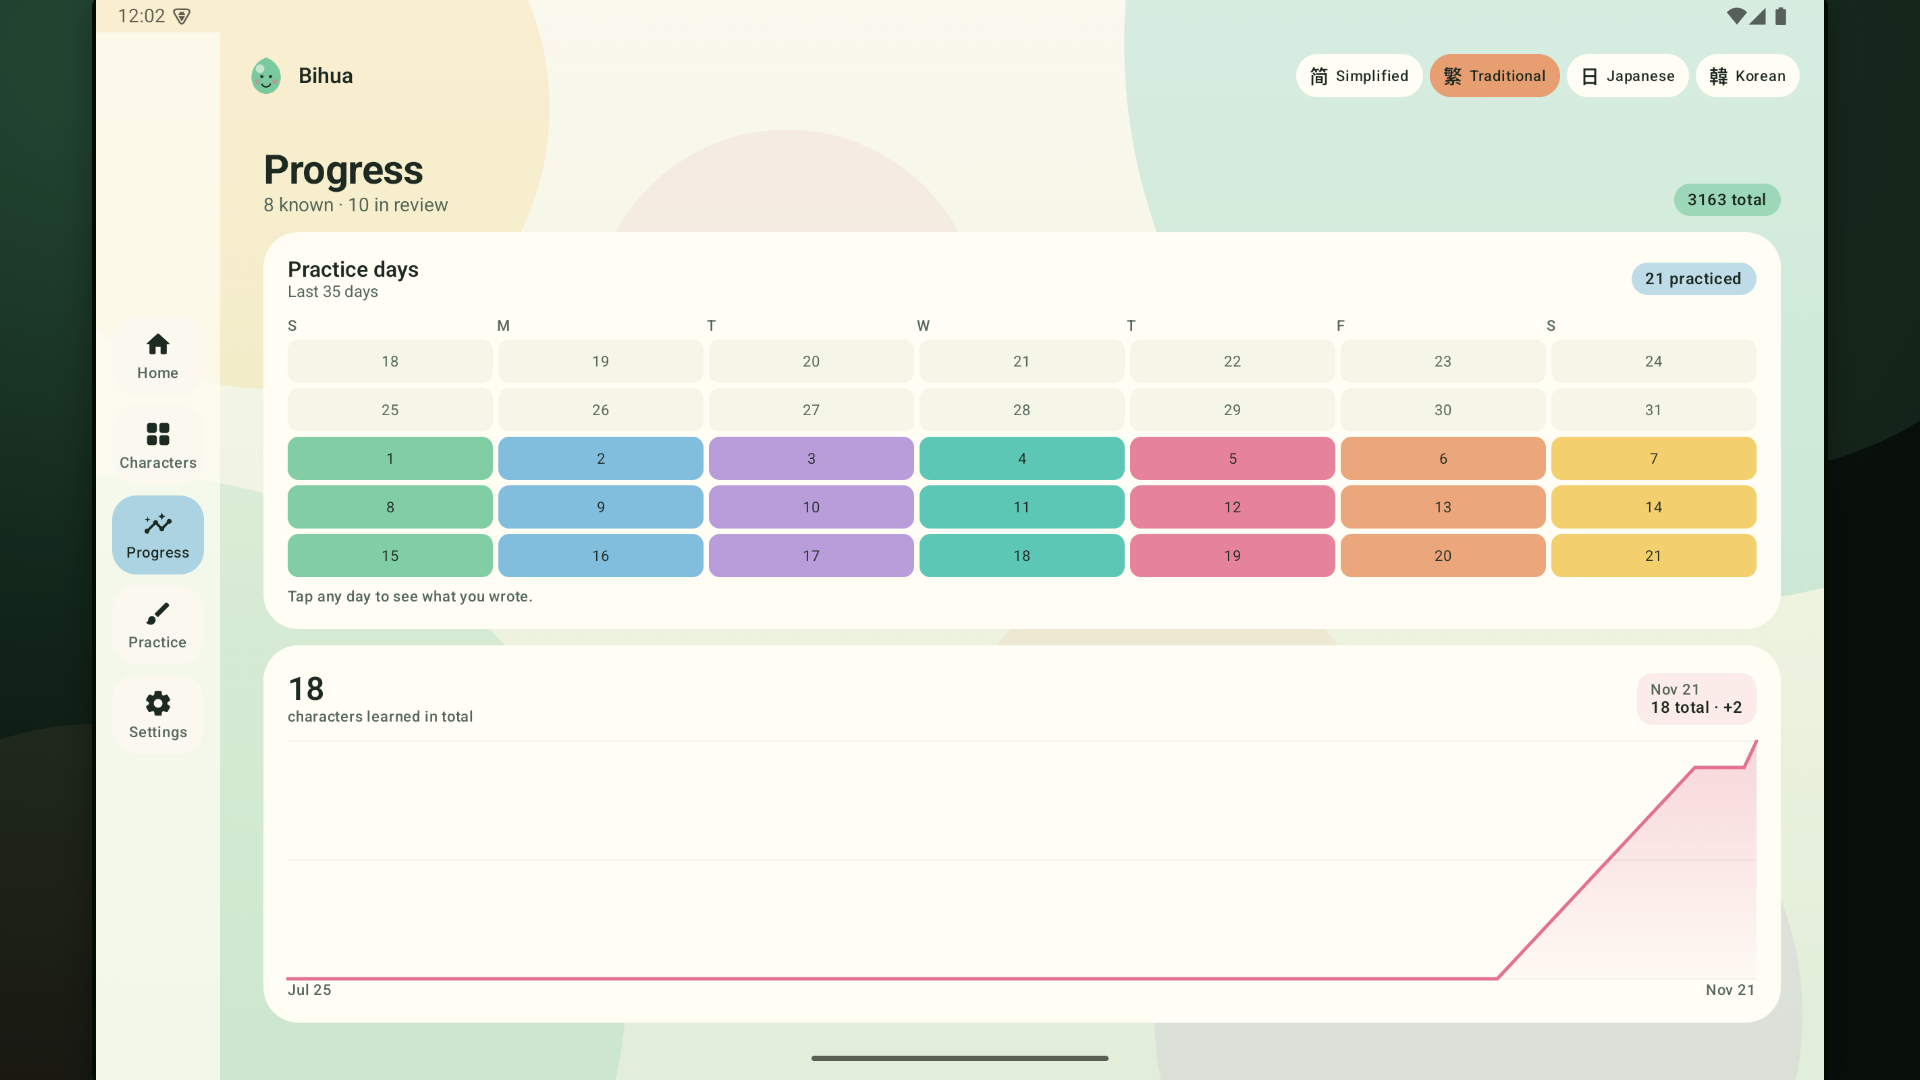 12:02
Bihua
简 Simplified
繁 Traditional
日 Japanese
韓 Korean
Progress
8 known · 10 in review
3163 total
Practice days
Last 35 days
21 practiced
S M T W T F S
18 19 20 21 22 23 24
25 26 27 28 29 30 31
1 2 3 4 5 6 7
8 9 10 11 12 13 14
15 16 17 18 19 20 21
Tap any day to see what you wrote.
18
characters learned in total
Nov 21
18 total · +2
Jul 25
Nov 21
Home
Characters
Progress
Practice
Settings